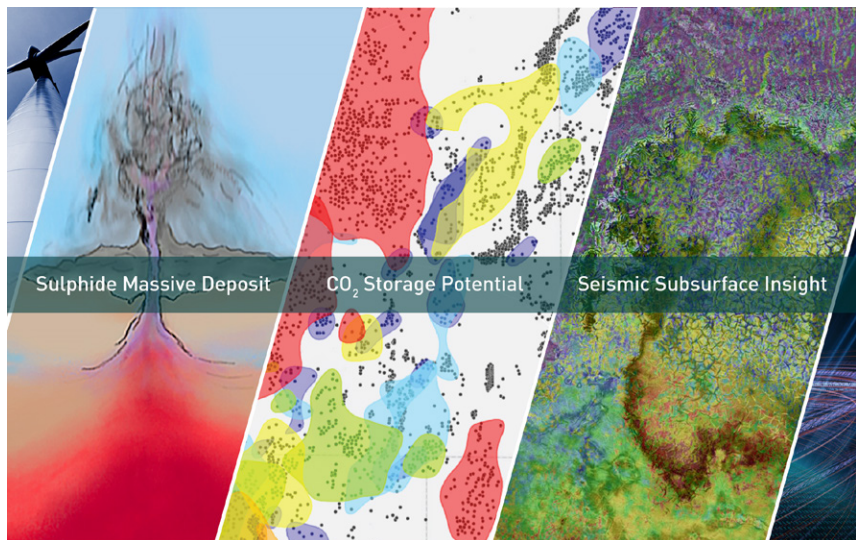 Sulphide Massive Deposit
CO₂ Storage Potential
Seismic Subsurface Insight